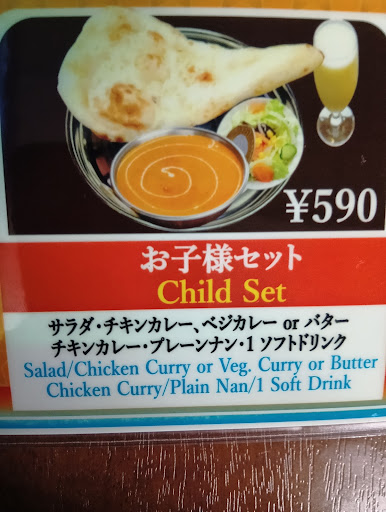 ¥590
お子様セット
Child Set
サラダ・チキンカレー、ベジカレー or バター
チキンカレー・プレーンナン・1 ソフトドリンク
Salad/Chicken Curry or Veg. Curry or Butter
Chicken Curry/Plain Nan/1 Soft Drink